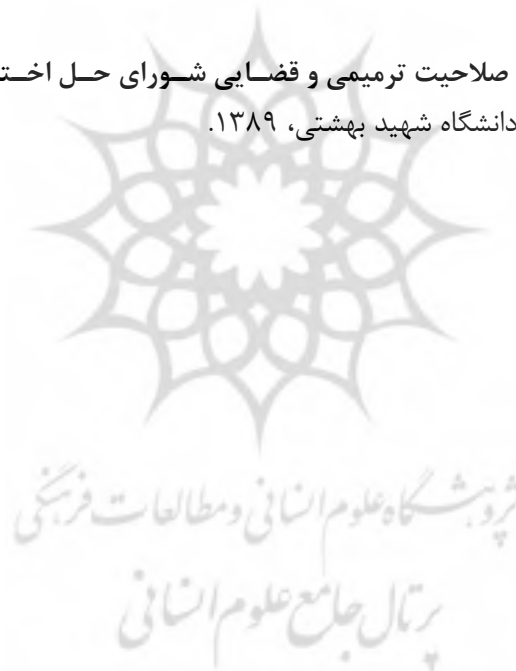 صلاحیت ترمیمی و قضایی شورای حل
دانشگاه شهید بهشتی، ۱۳۸۹.
پژوهشگاه علوم انسانی و مطالعات فرهنگی
پرتال جامع علوم انسانی